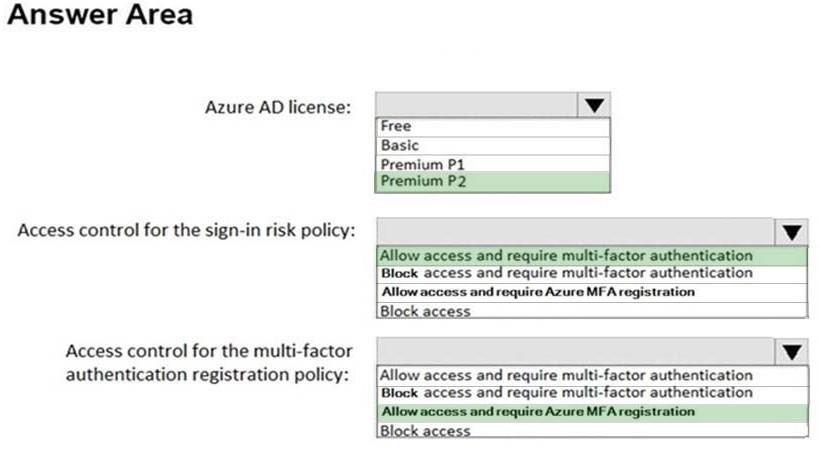 Answer Area
Azure AD license:
Free
Basic
Premium P1
Premium P2
Access control for the sign-in risk policy:
Allow access and require multi-factor authentication
Block access and require multi-factor authentication
Allow access and require Azure MFA registration
Block access
Access control for the multi-factor
authentication registration policy:
Allow access and require multi-factor authentication
Block access and require multi-factor authentication
Allow access and require Azure MFA registration
Block access